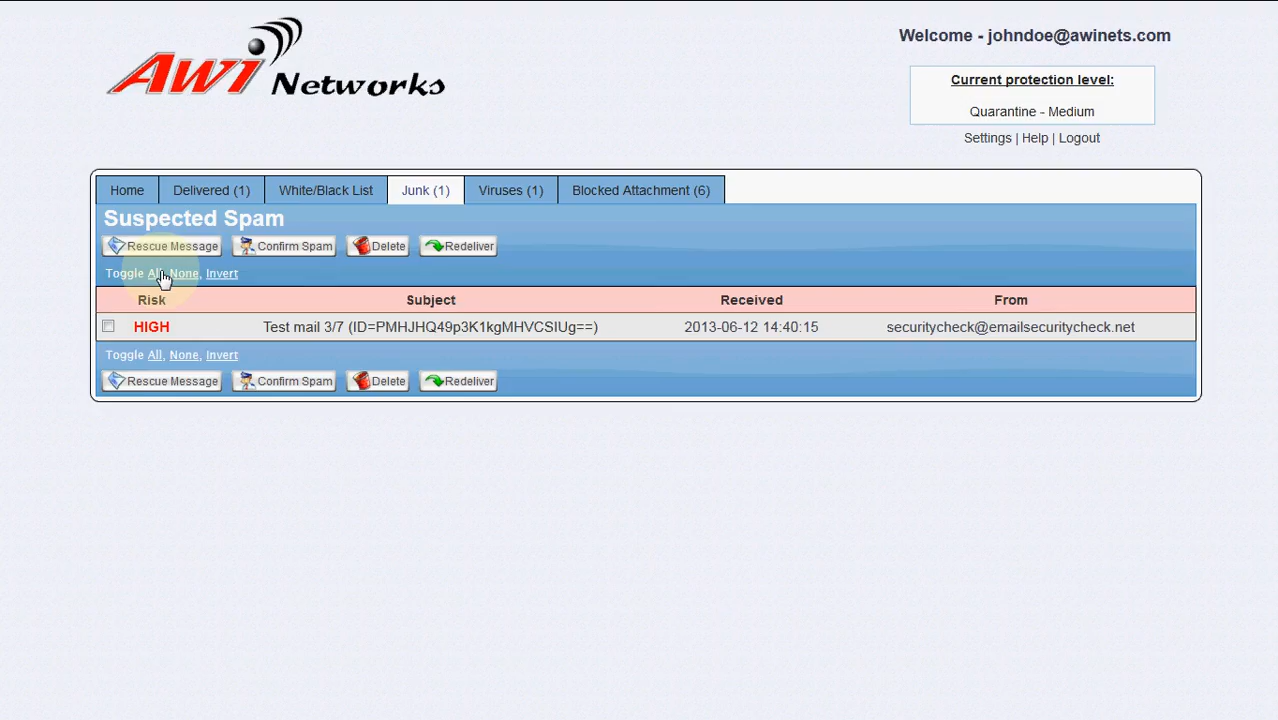 Awi Networks
Welcome - johndoe@awinets.com
Current protection level:
Quarantine - Medium
Settings | Help | Logout
Home Delivered (1) White/Black List Junk (1) Viruses (1) Blocked Attachment (6)
Suspected Spam
Rescue Message Confirm Spam Delete Redeliver
Toggle All, None, Invert
Risk Subject Received From
HIGH Test mail 3/7 (ID=PMHJHQ49p3K1kgMHVCSIUg==) 2013-06-12 14:40:15 securitycheck@emailsecuritycheck.net
Toggle All, None, Invert
Rescue Message Confirm Spam Delete Redeliver